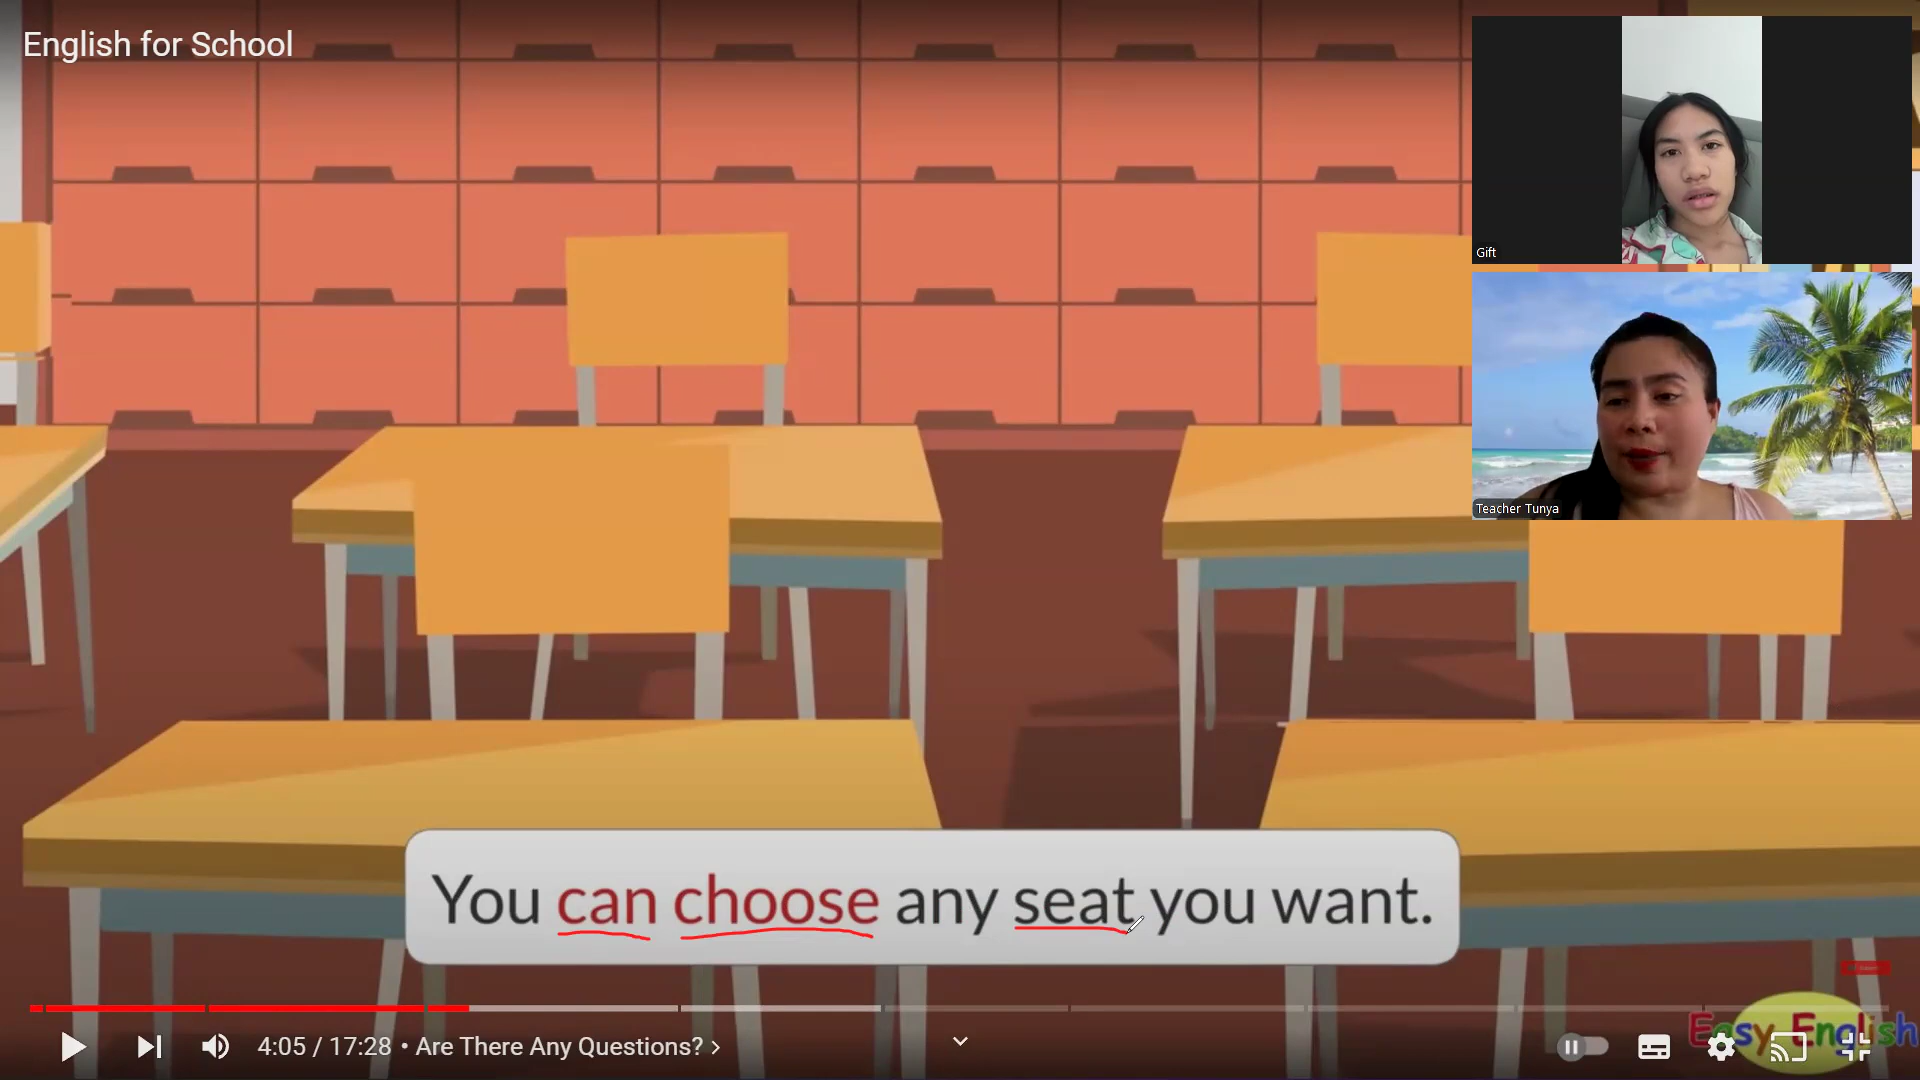 English for School
Gift
Teacher Tunya
You can choose any seat you want.
4:05 / 17:28 • Are There Any Questions? >
Easy English